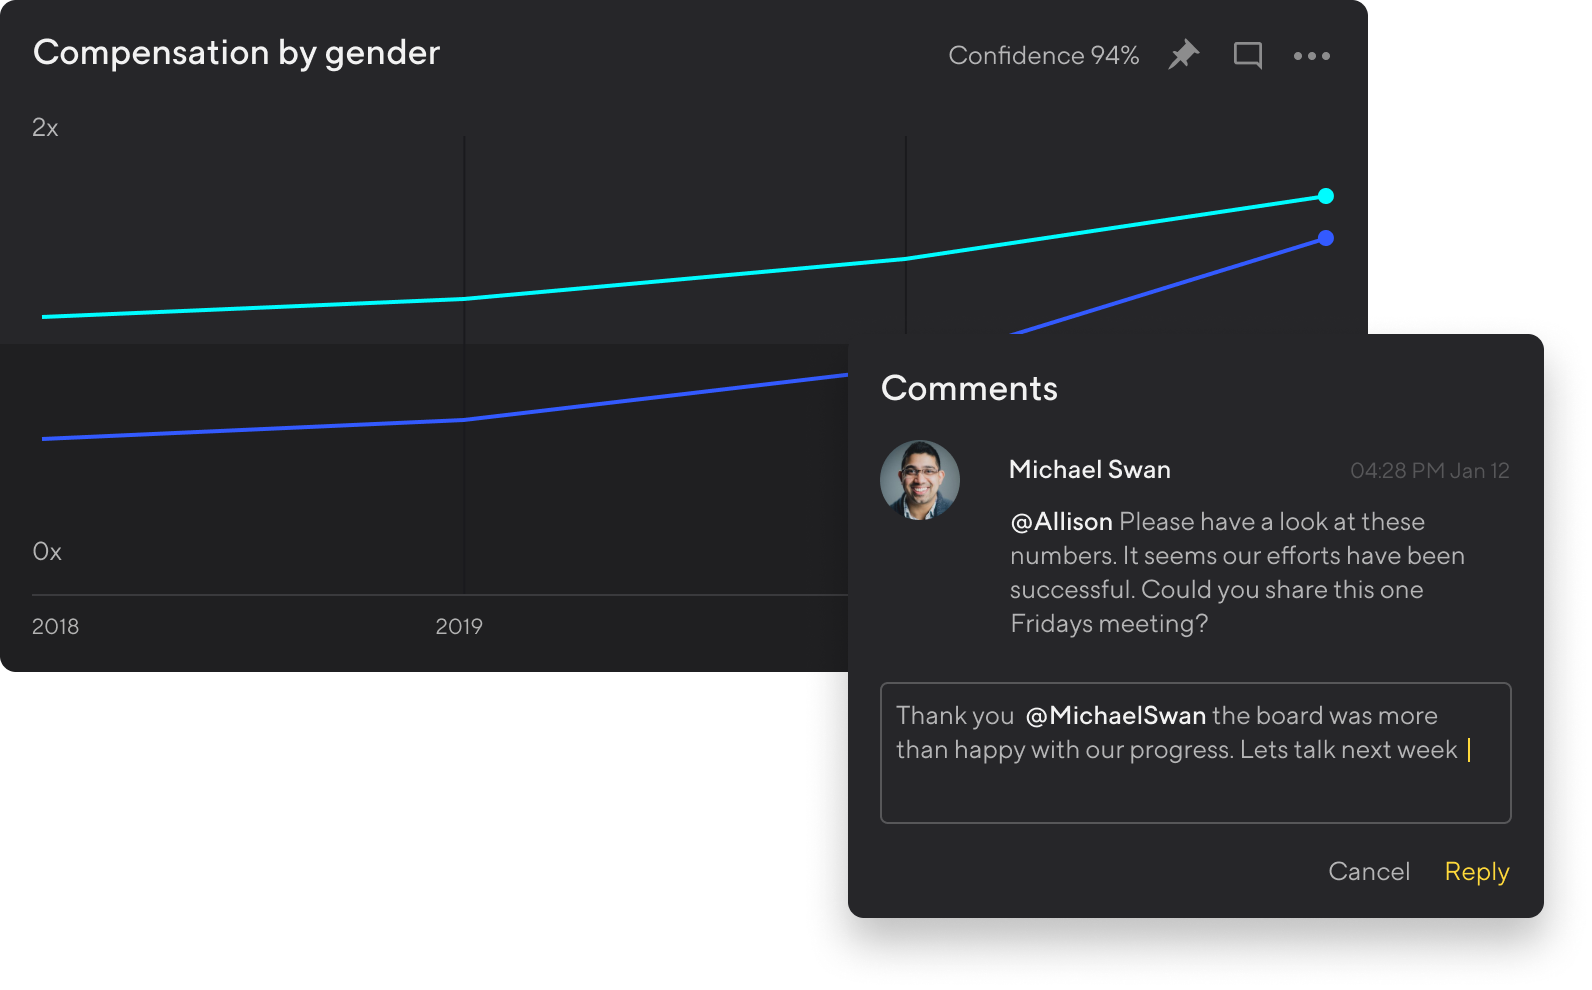 Compensation by gender
Confidence 94%
2x
0x
2018
2019
Comments
Michael Swan
04:28 PM Jan 12
@Allison Please have a look at these
numbers. It seems our efforts have been
successful. Could you share this one
Fridays meeting?
Thank you @MichaelSwan the board was more
than happy with our progress. Lets talk next week
Cancel
Reply